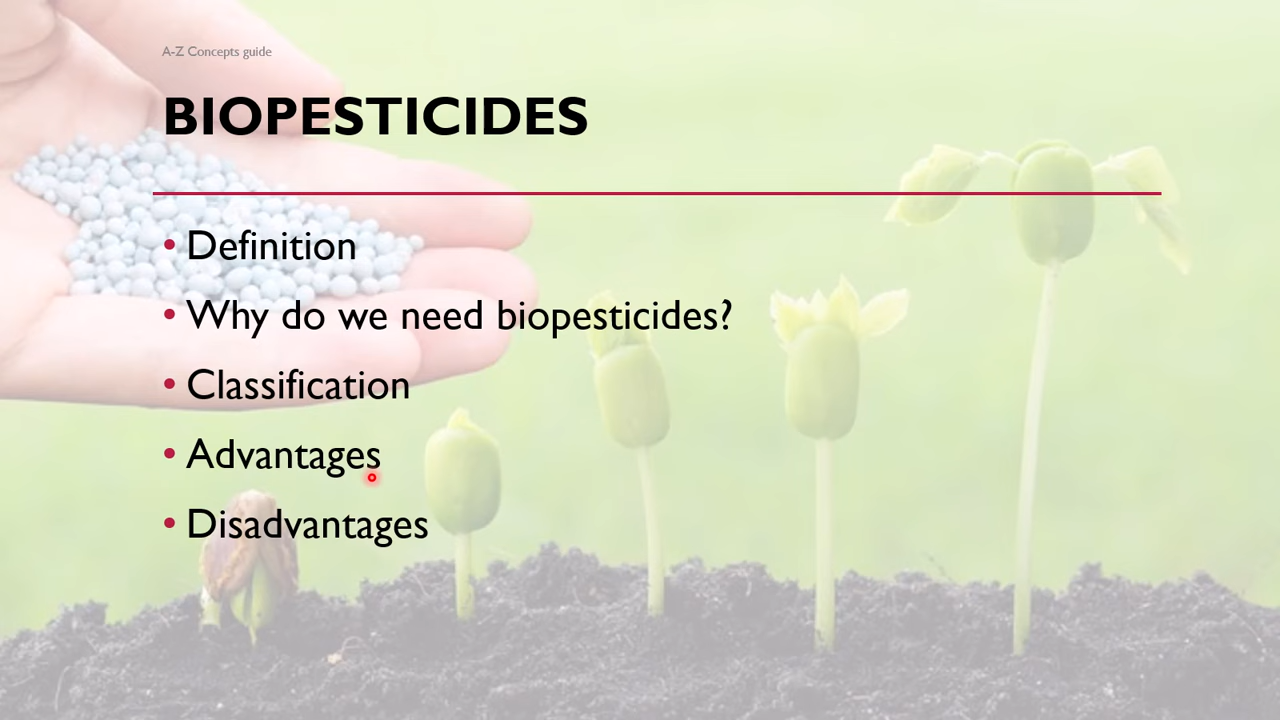 A-Z Concepts guide
BIOPESTICIDES
• Definition
• Why do we need biopesticides?
• Classification
• Advantages
• Disadvantages